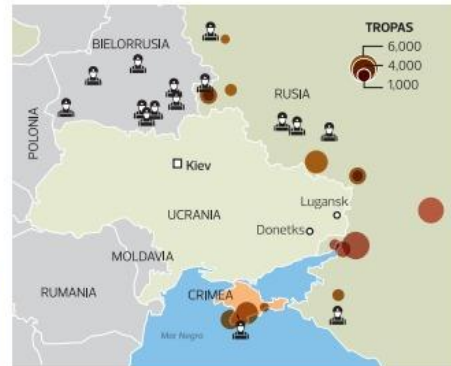 TROPAS
6,000
4,000
1,000
BIELORRUSIA
RUSIA
POLONIA
Kiev
Lugansk
UCRANIA
Donetks
MOLDAVIA
RUMANIA
CRIMEA
Mar Negro